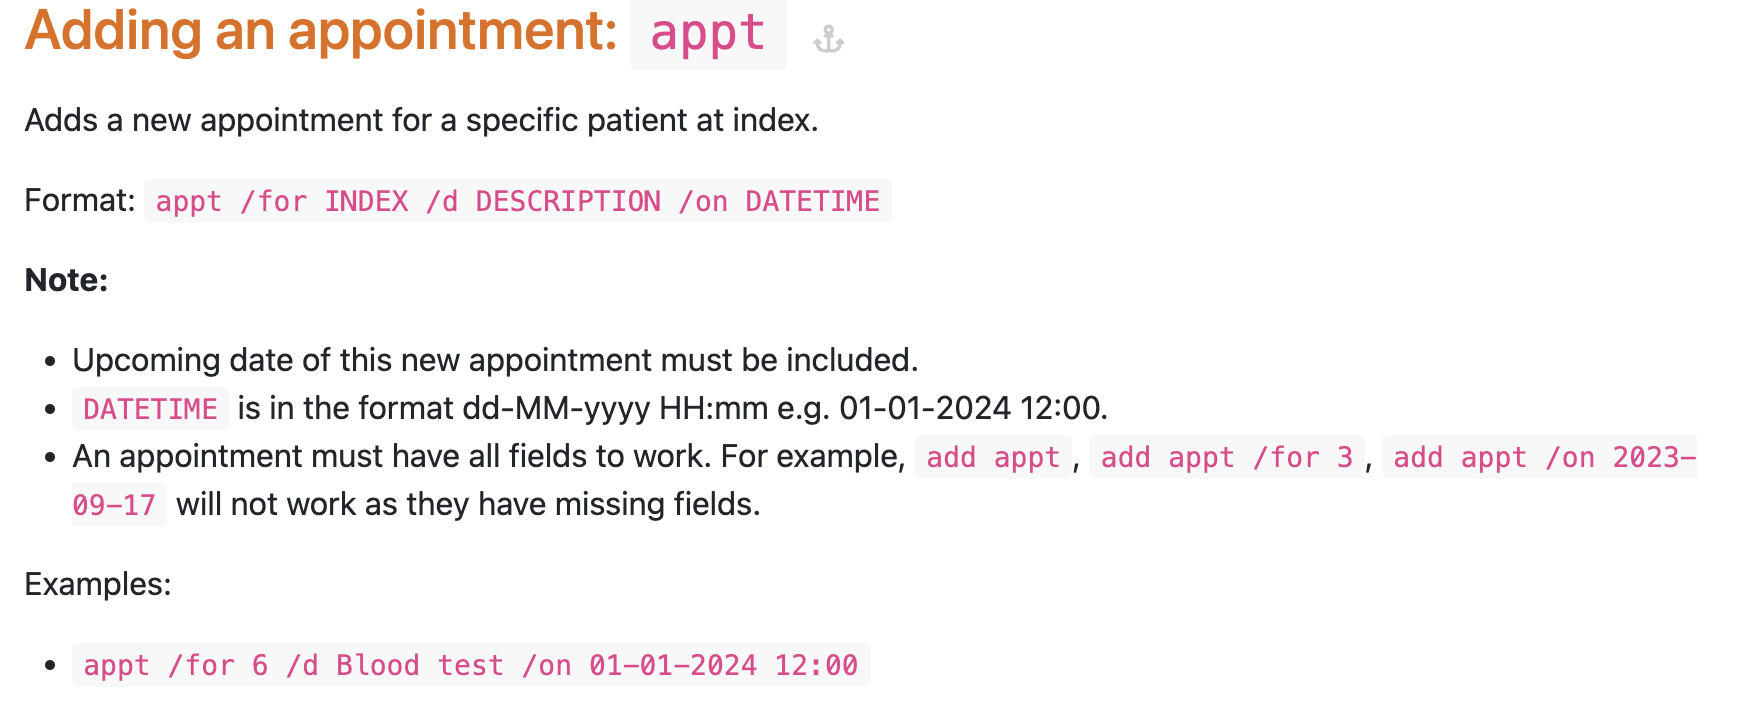 Adding an appointment: appt
Adds a new appointment for a specific patient at index.
Format: appt /for INDEX /d DESCRIPTION /on DATETIME
Note:
• Upcoming date of this new appointment must be included.
• DATETIME is in the format dd-MM-yyyy HH:mm e.g. 01-01-2024 12:00.
• An appointment must have all fields to work. For example, add appt , add appt /for 3 , add appt /on 2023-
09-17 will not work as they have missing fields.
Examples:
• appt /for 6 /d Blood test /on 01-01-2024 12:00